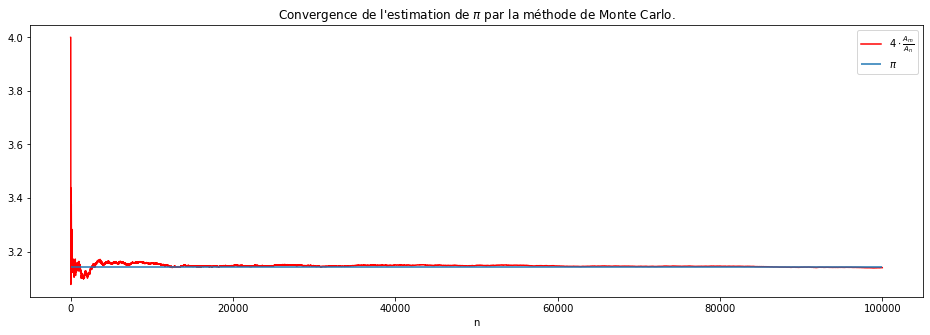 Convergence de l'estimation de π par la méthode de Monte Carlo.
4 · Aₘ/Aₙ
π
4.0
3.8
3.6
3.4
3.2
0 20000 40000 60000 80000 100000
n